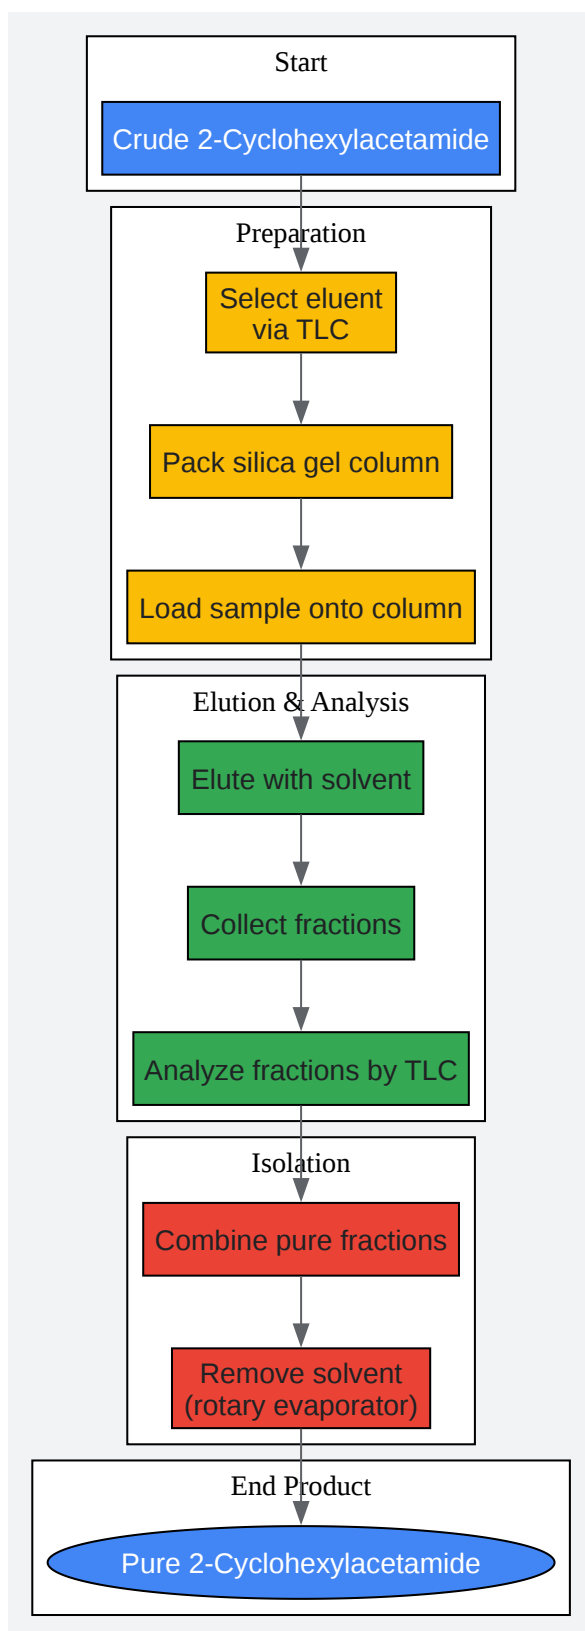 Start
Crude 2-Cyclohexylacetamide
Preparation
Select eluent
via TLC
Pack silica gel column
Load sample onto column
Elution & Analysis
Elute with solvent
Collect fractions
Analyze fractions by TLC
Isolation
Combine pure fractions
Remove solvent
(rotary evaporator)
End Product
Pure 2-Cyclohexylacetamide